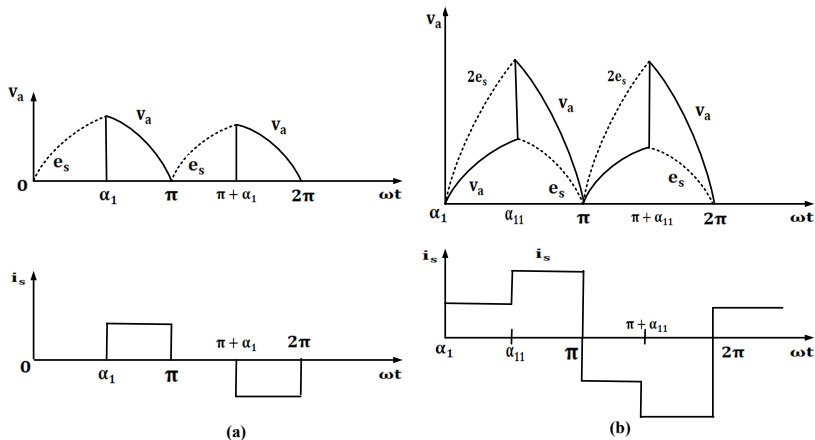 vₐ
vₐ
eₛ
eₛ
vₐ
0
α₁
π
π + α₁
2π
ωt
iₛ
π + α₁
2π
0
α₁
π
ωt
(a)
vₐ
2eₛ
2eₛ
vₐ
vₐ
vₐ
eₛ
eₛ
α₁
α₁₁
π
π + α₁₁
2π
ωt
iₛ
iₛ
π + α₁₁
α₁
α₁₁
π
2π
ωt
(b)